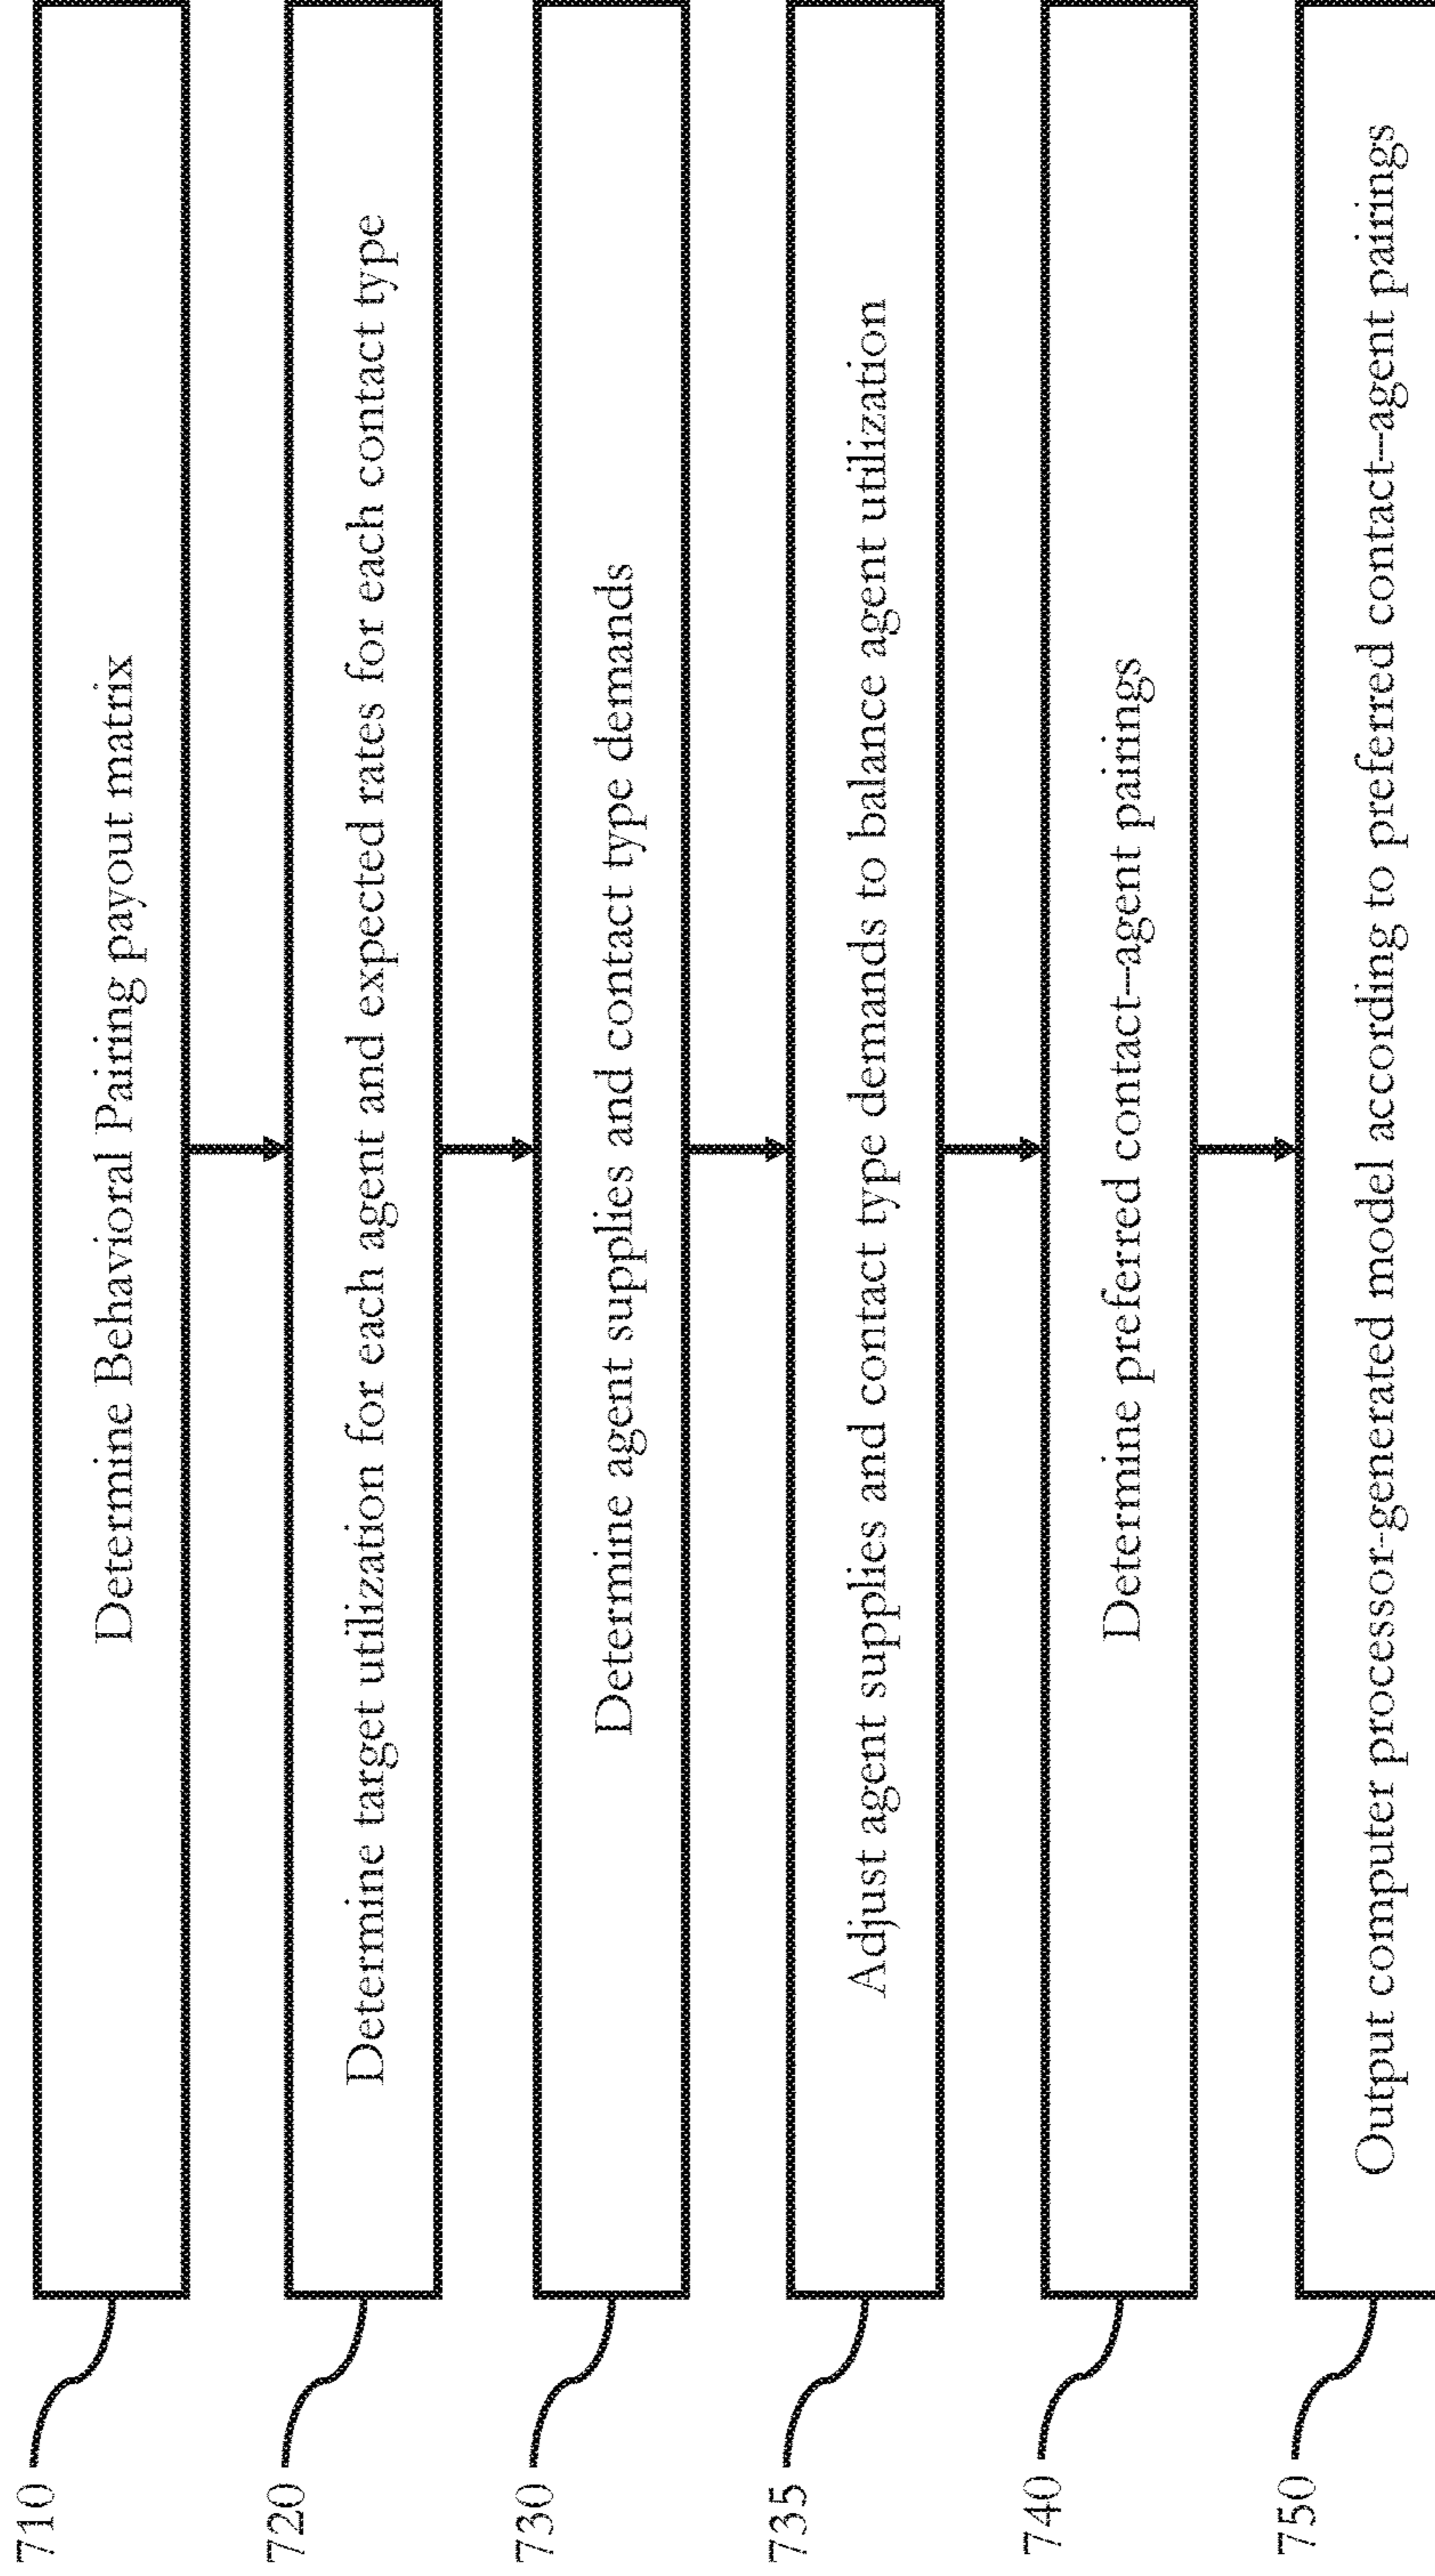 710
Determine Behavioral Pairing payout matrix
720
Determine target utilization for each agent and expected rates for each contact type
730
Determine agent supplies and contact type demands
735
Adjust agent supplies and contact type demands to balance agent utilization
740
Determine preferred contact--agent pairings
750
Output computer processor-generated model according to preferred contact--agent pairings